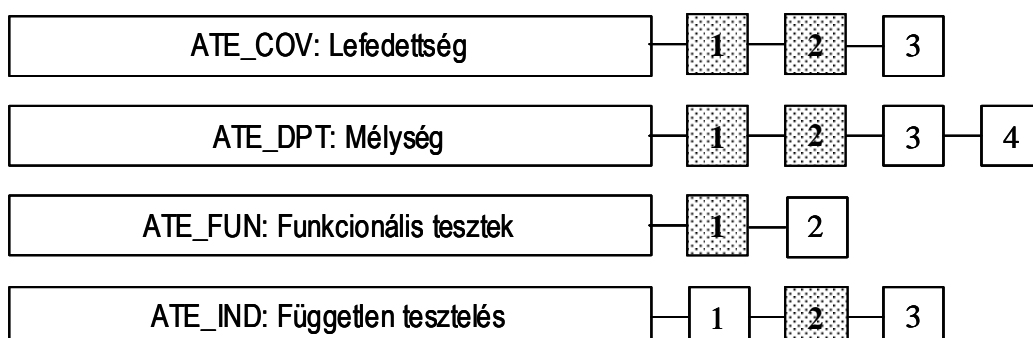 ATE_COV: Lefedettség 1 2 3
ATE_DPT: Mélység 1 2 3 4
ATE_FUN: Funkcionális tesztek 1 2
ATE_IND: Független tesztelés 1 2 3